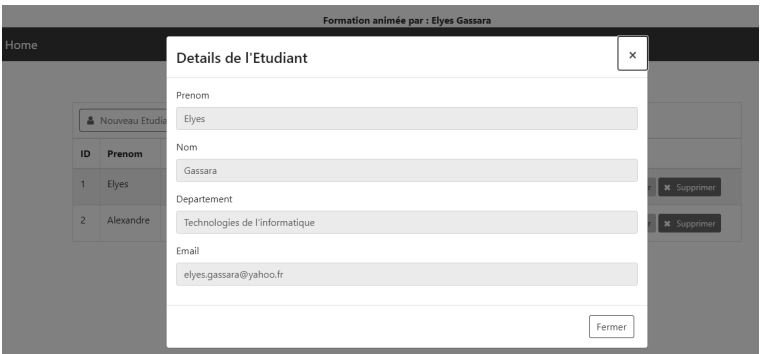 Formation animée par : Elyes Gassara
Home
Details de l'Etudiant
×
Prenom
Elyes
Nom
Gassara
Departement
Technologies de l'informatique
Email
elyes.gassara@yahoo.fr
Fermer
Nouveau
ID Prenom
1 Elyes
✖ Supprimer
2 Alexandre
✖ Supprimer